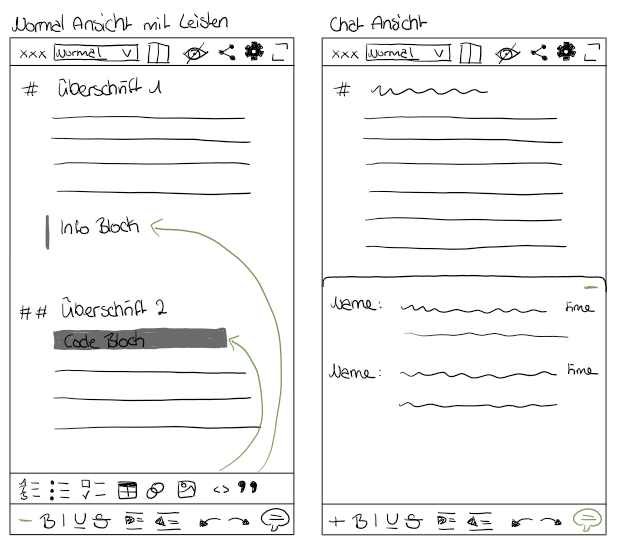 Normal Ansicht mit Leisten
xxx Normal
# Überschrift 1
Info Block
## Überschrift 2
Code Block
<> "
B I U S
Chat Ansicht
xxx Normal
#
Name: time
Name: time
+ B I U S